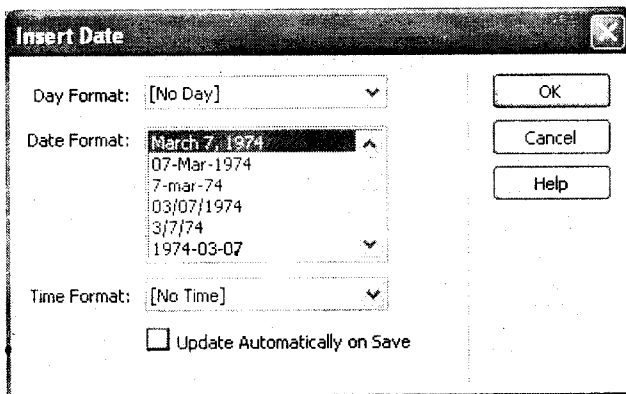 Insert Date
Day Format: [No Day]
OK
Date Format: March 7, 1974
Cancel
07-Mar-1974
7-mar-74
Help
03/07/1974
3/7/74
1974-03-07
Time Format: [No Time]
Update Automatically on Save